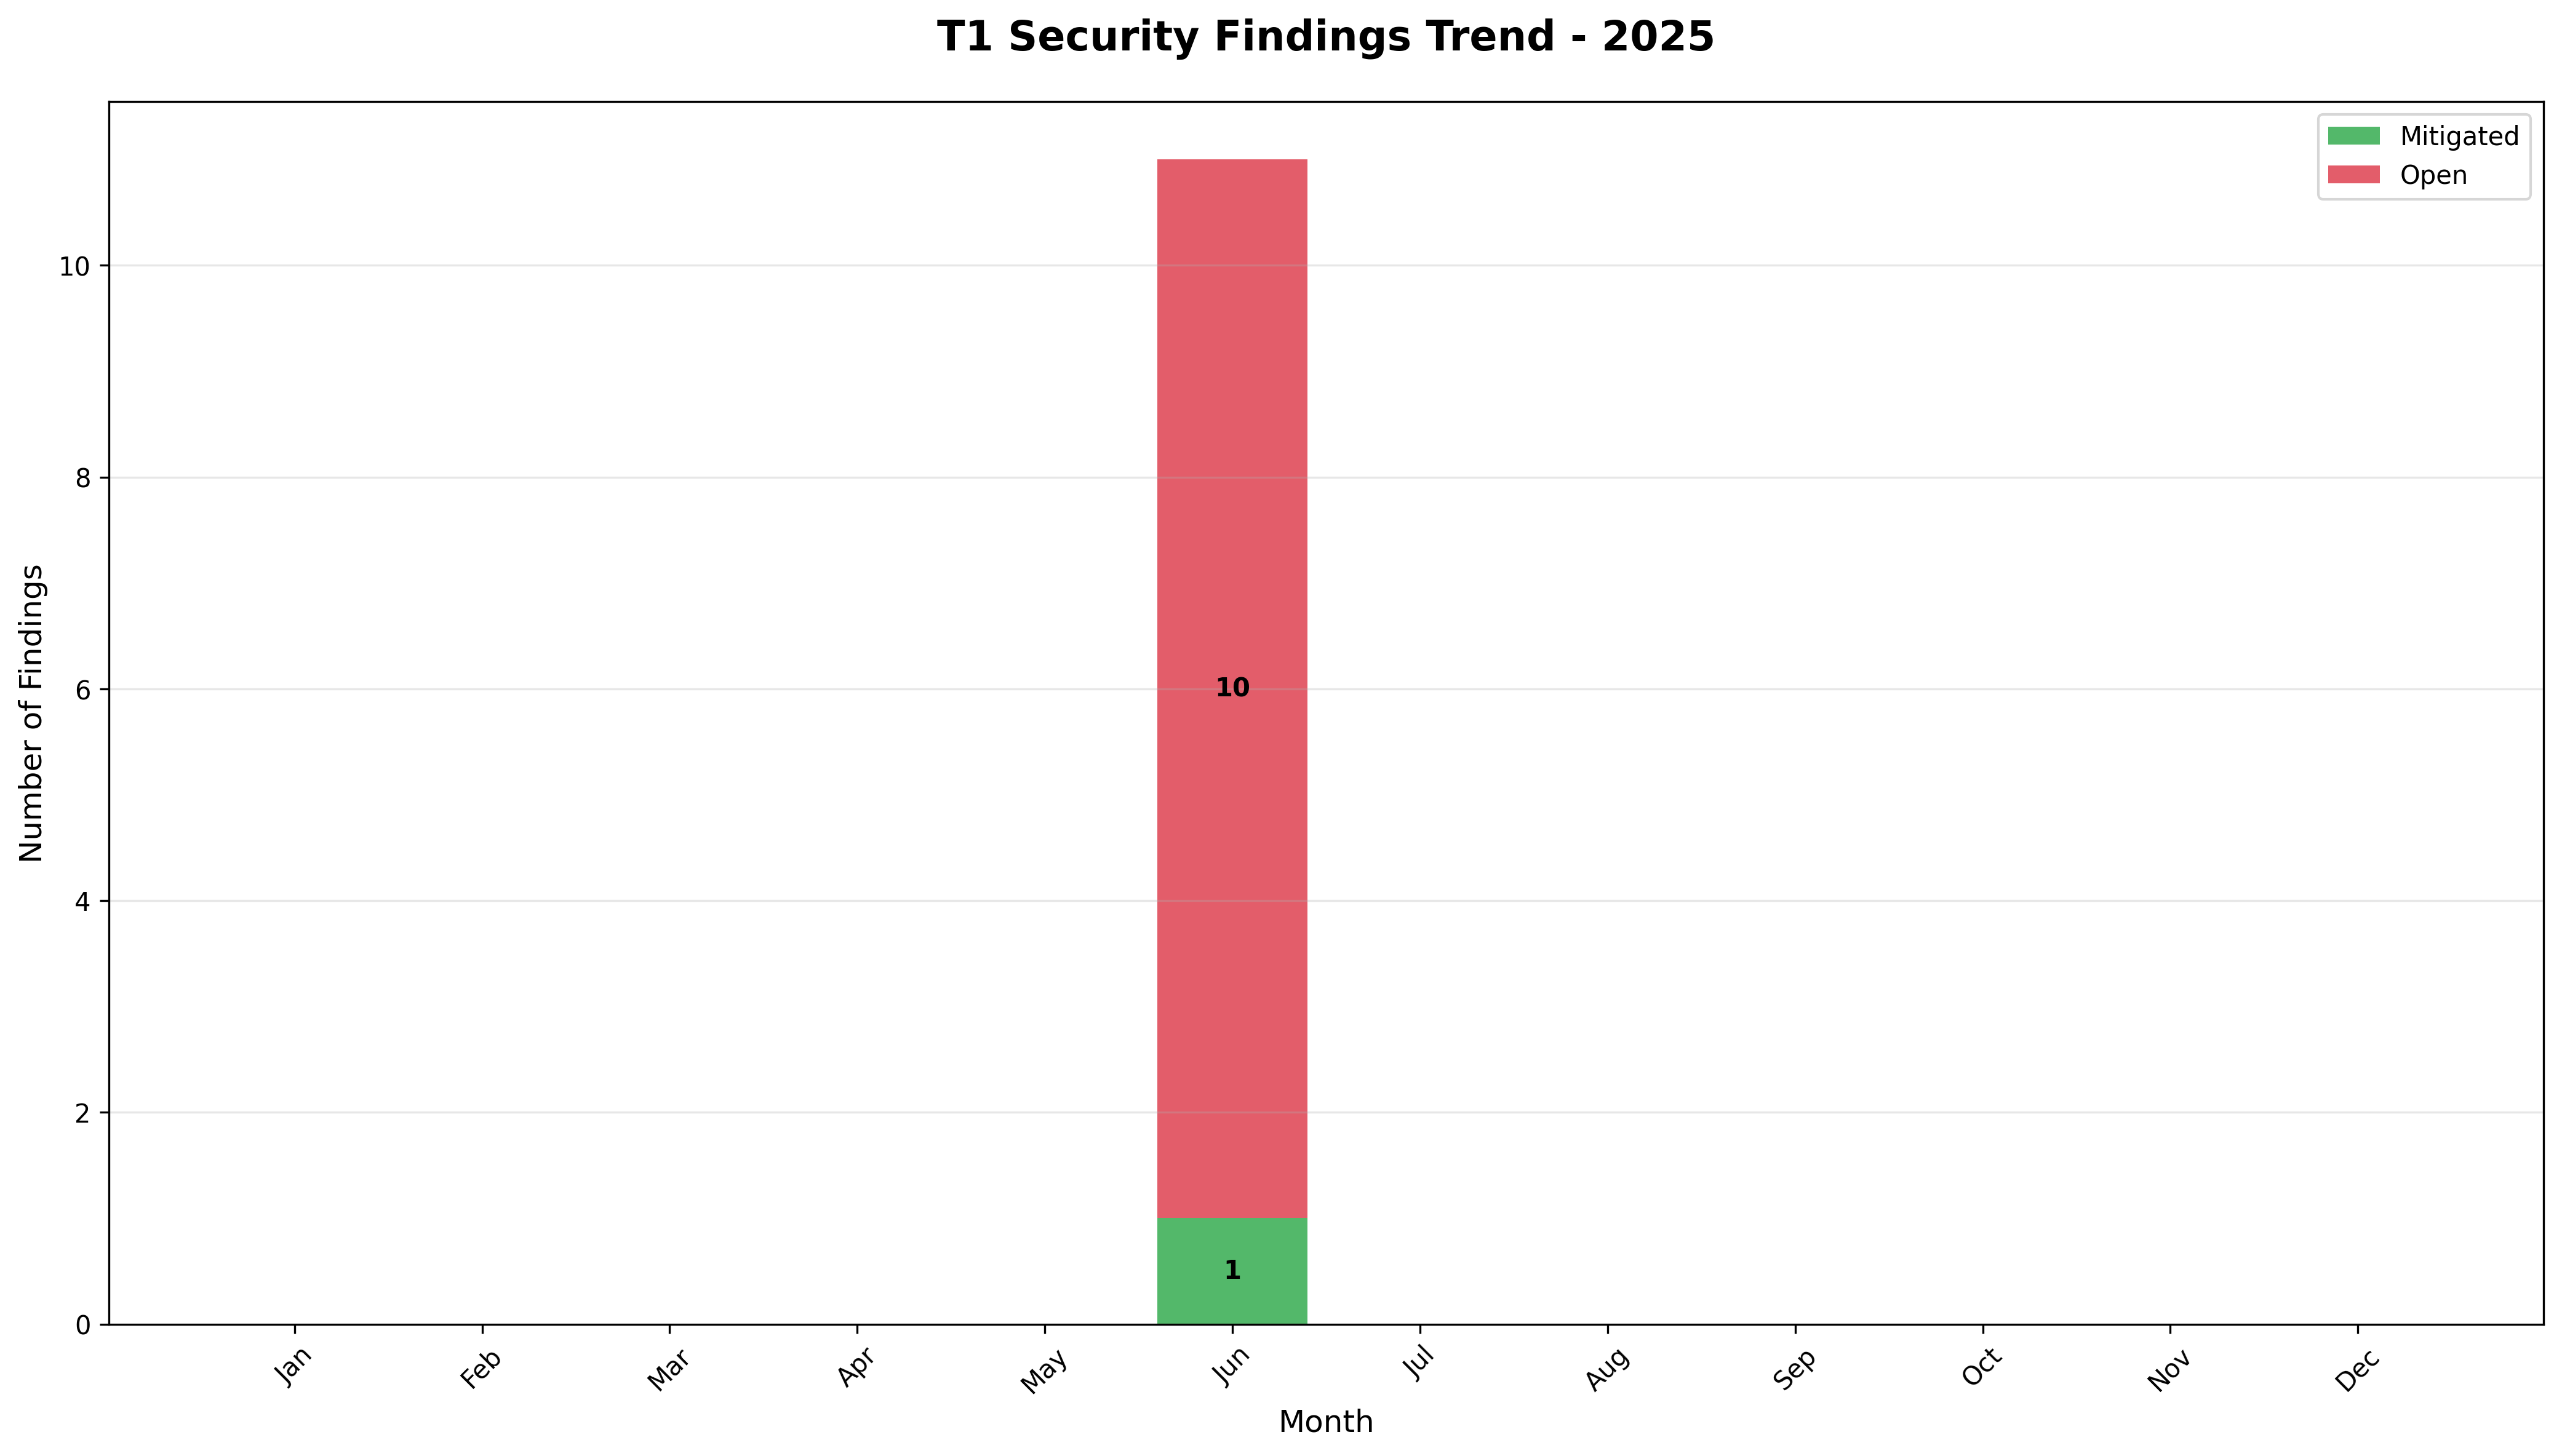 T1 Security Findings Trend - 2025
Mitigated
Open
Number of Findings
10
8
6
4
2
0
10
1
Jan Feb Mar Apr May Jun Jul Aug Sep Oct Nov Dec
Month